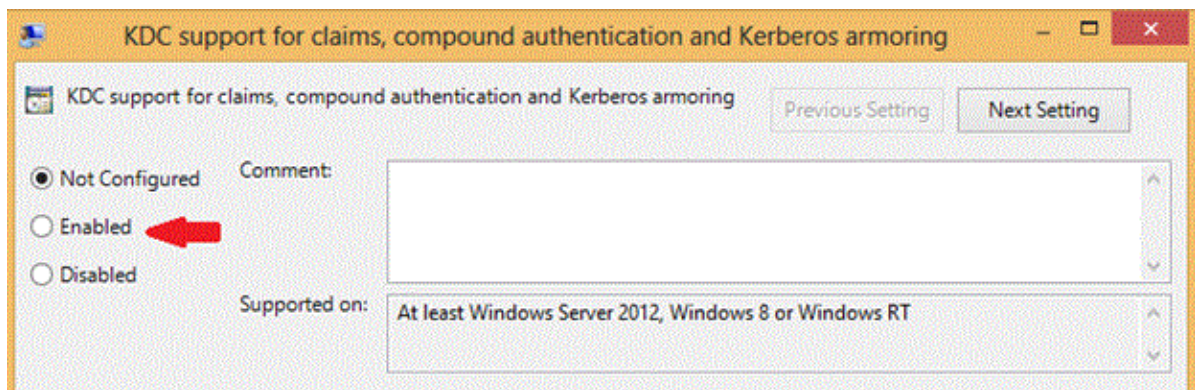 KDC support for claims, compound authentication and Kerberos armoring
KDC support for claims, compound authentication and Kerberos armoring
Previous Setting
Next Setting
Not Configured
Comment:
Enabled
Disabled
Supported on:
At least Windows Server 2012, Windows 8 or Windows RT